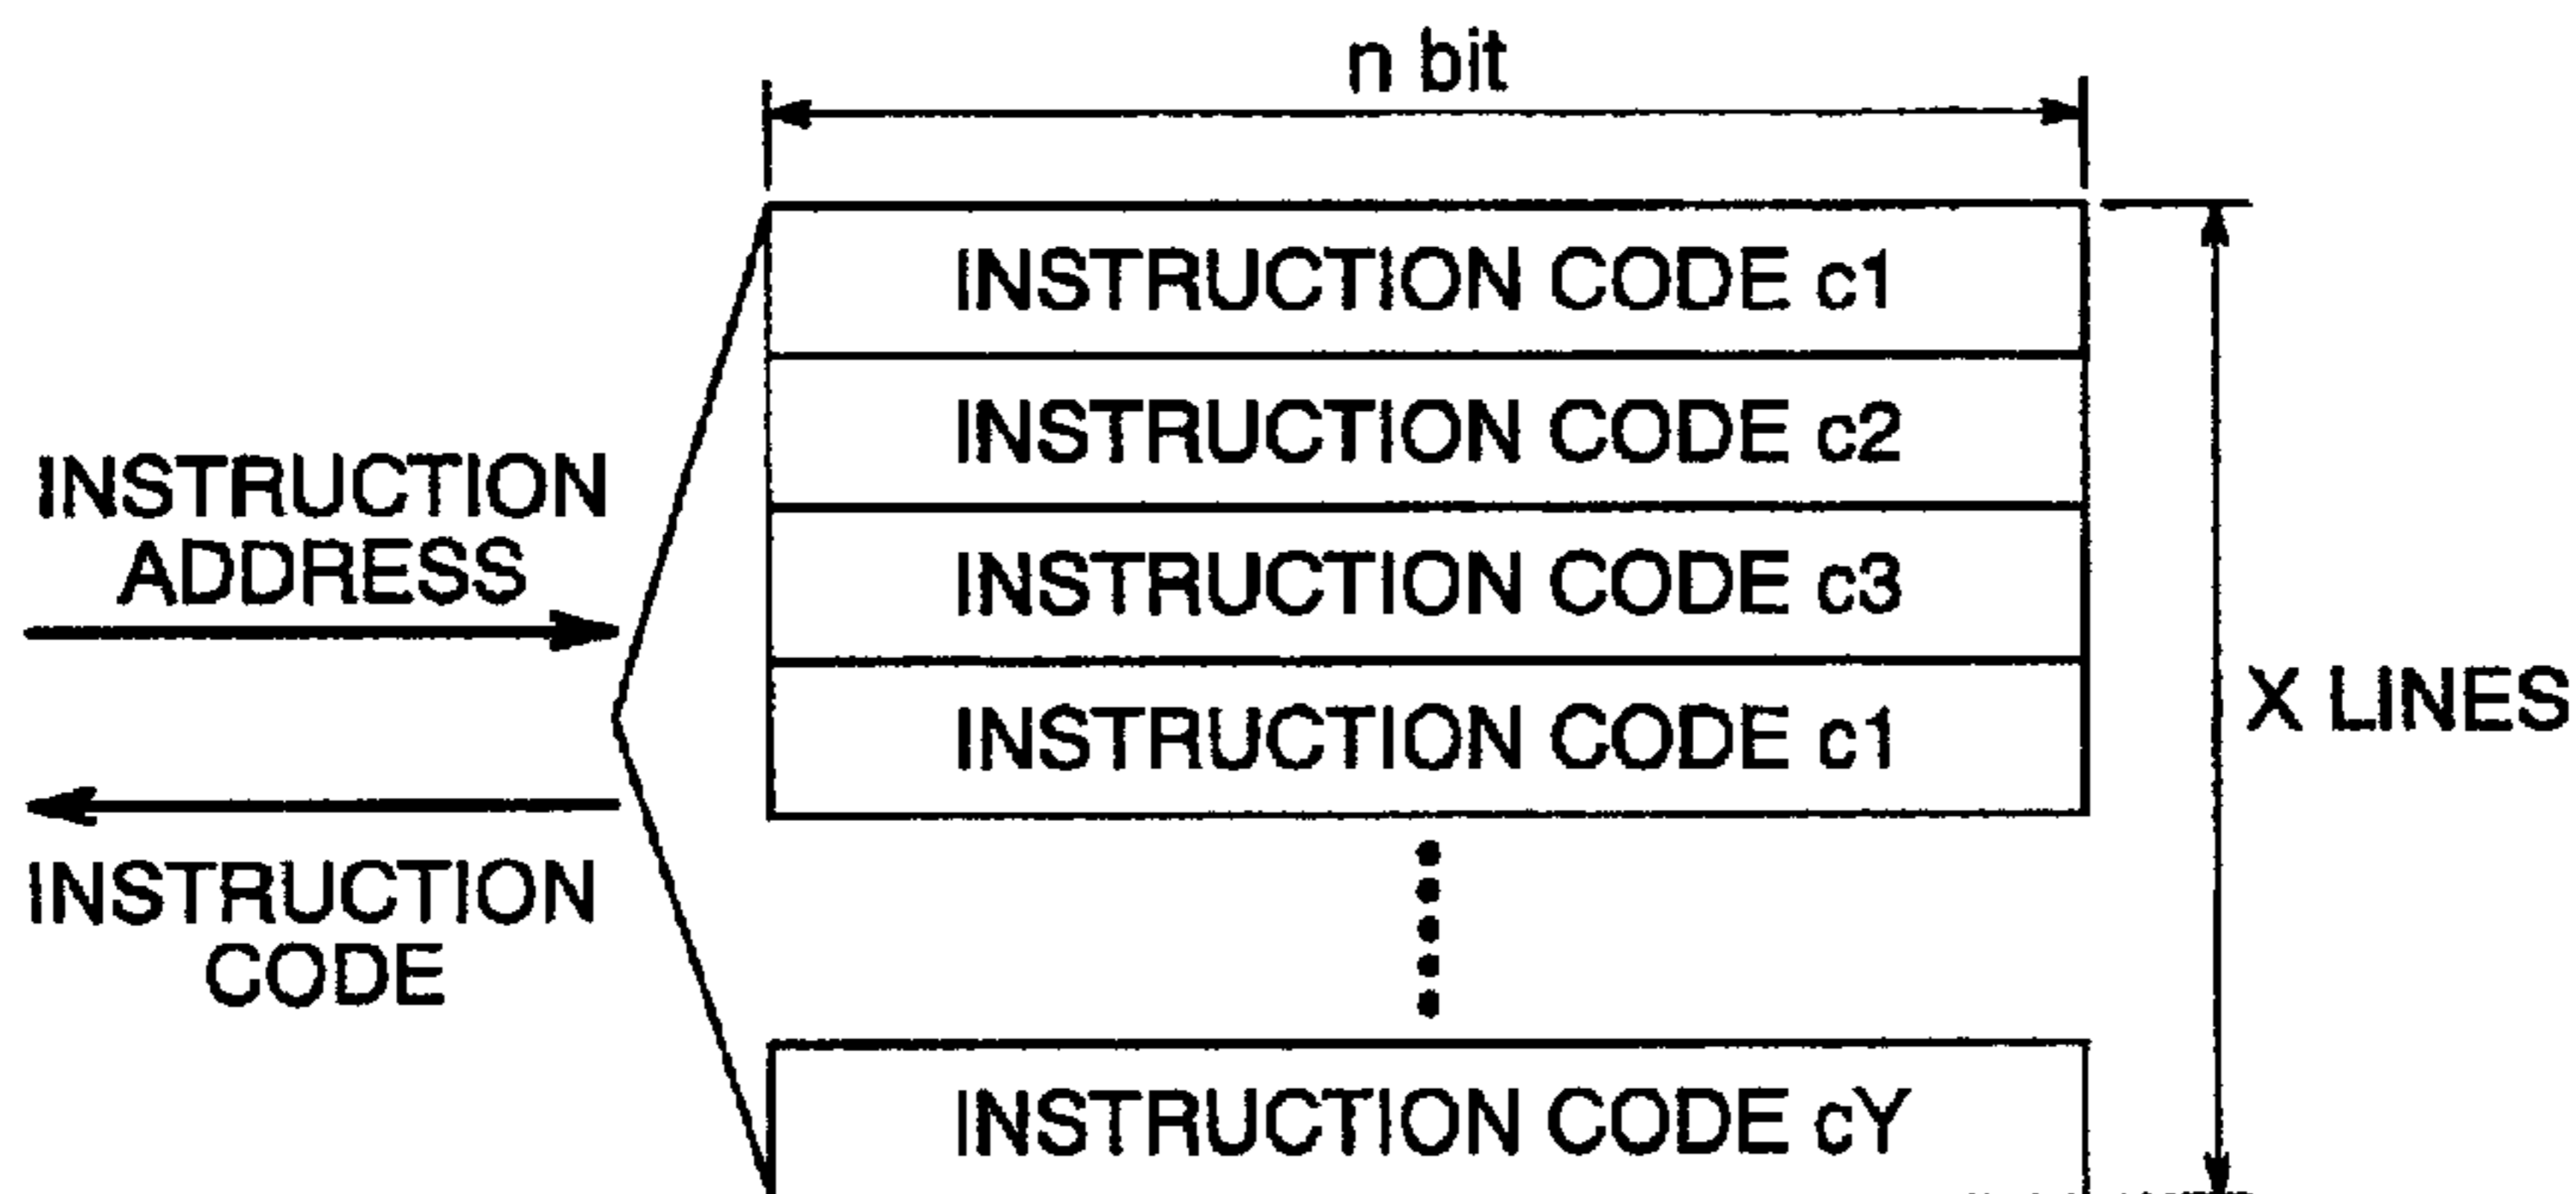 n bit
INSTRUCTION CODE c1
INSTRUCTION CODE c2
INSTRUCTION CODE c3
INSTRUCTION CODE c1
INSTRUCTION CODE cY
INSTRUCTION
ADDRESS
INSTRUCTION
CODE
X LINES